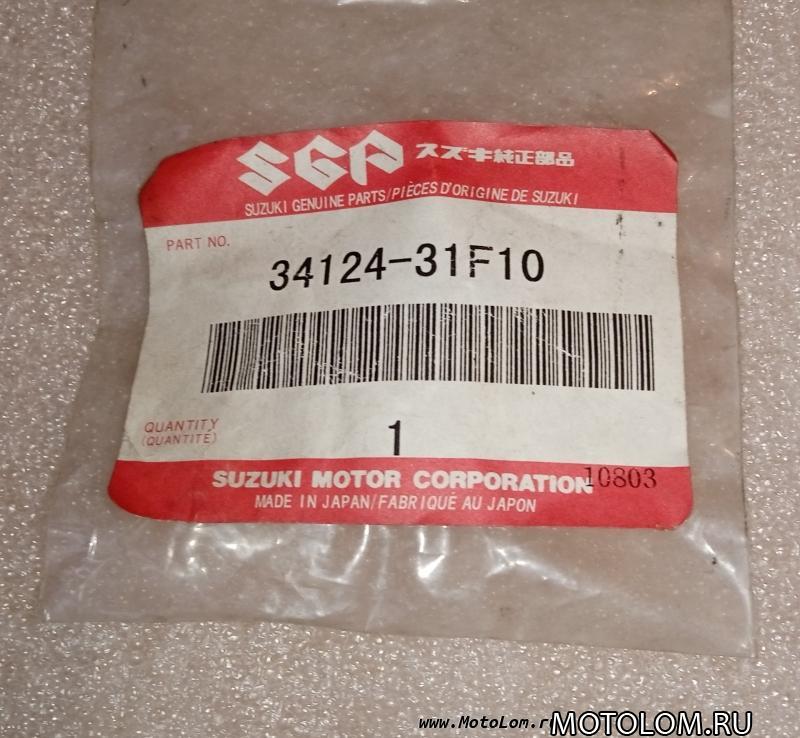 SGP スズキ純正部品
SUZUKI GENUINE PARTS/PIÈCES D'ORIGINE DE SUZUKI
PART NO.
34124-31F10
QUANTITY
(QUANTITÉ)
1
SUZUKI MOTOR CORPORATION
10803
MADE IN JAPAN/FABRIQUÉ AU JAPON
www.MotoLom.r
MOTOLOM.RU